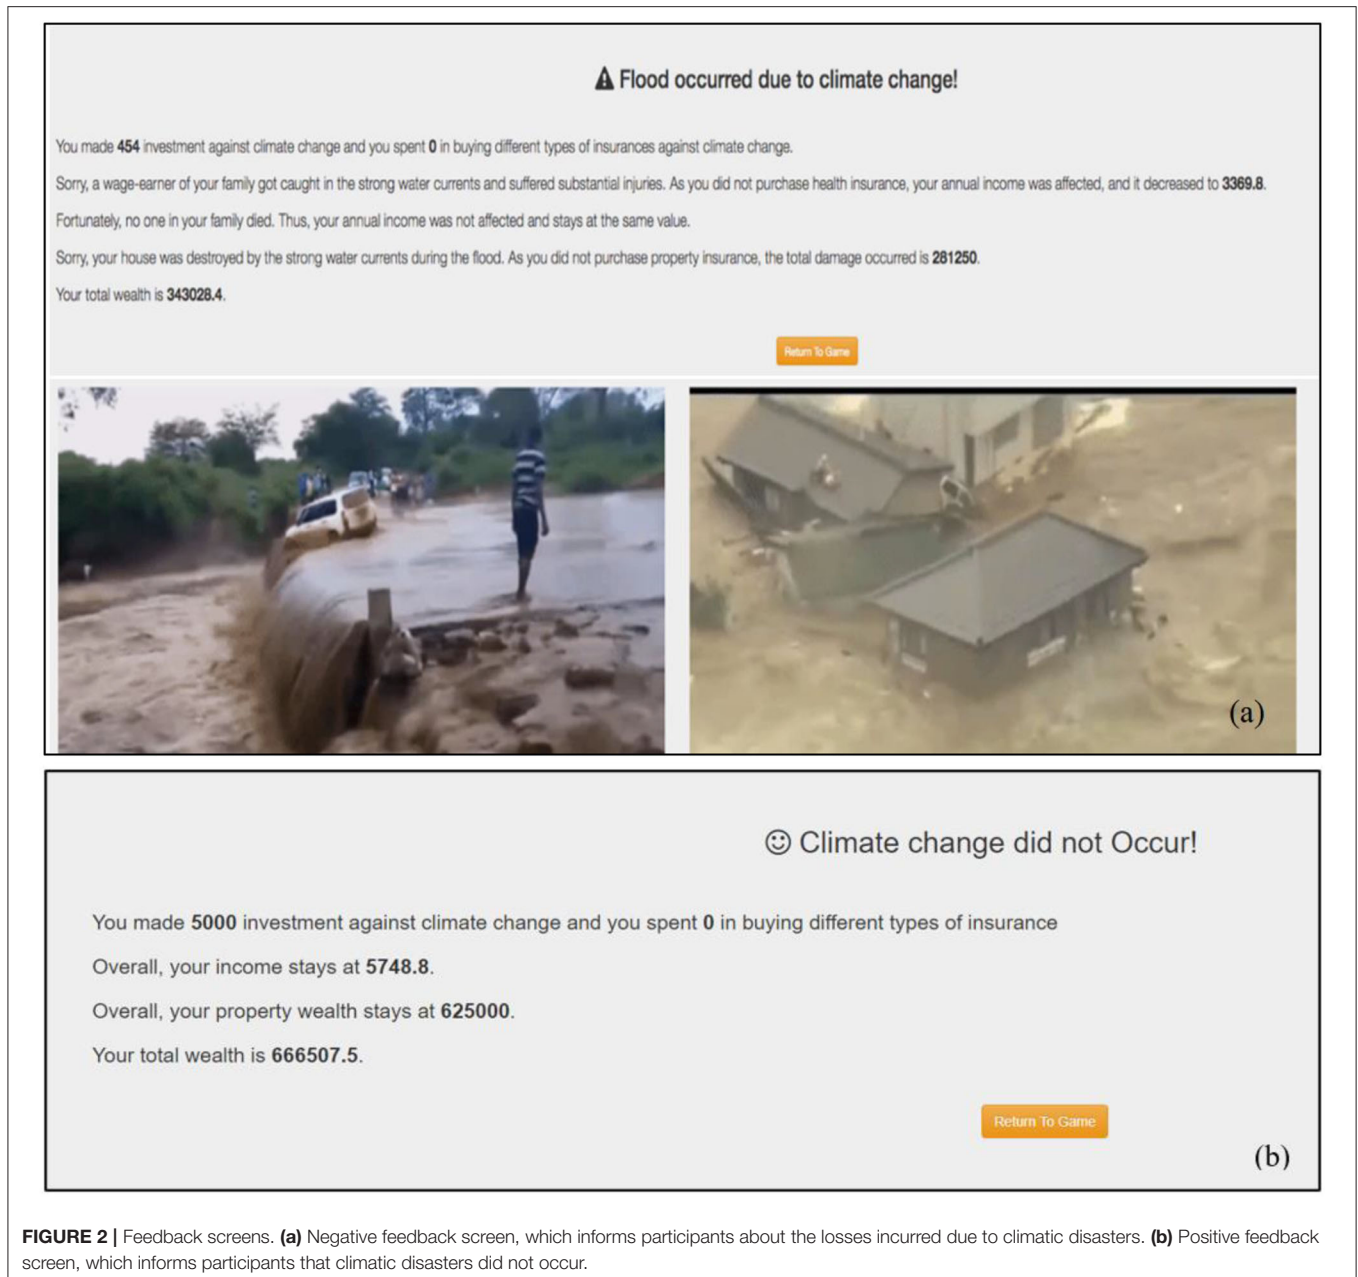 ⚠ Flood occurred due to climate change!
You made 454 investment against climate change and you spent 0 in buying different types of insurances against climate change.
Sorry, a wage-earner of your family got caught in the strong water currents and suffered substantial injuries. As you did not purchase health insurance, your annual income was affected, and it decreased to 3369.8.
Fortunately, no one in your family died. Thus, your annual income was not affected and stays at the same value.
Sorry, your house was destroyed by the strong water currents during the flood. As you did not purchase property insurance, the total damage occurred is 281250.
Your total wealth is 343028.4.
Return To Game
(a)
☺ Climate change did not Occur!
You made 5000 investment against climate change and you spent 0 in buying different types of insurance
Overall, your income stays at 5748.8.
Overall, your property wealth stays at 625000.
Your total wealth is 666507.5.
Return To Game
(b)
FIGURE 2 | Feedback screens. (a) Negative feedback screen, which informs participants about the losses incurred due to climatic disasters. (b) Positive feedback
screen, which informs participants that climatic disasters did not occur.